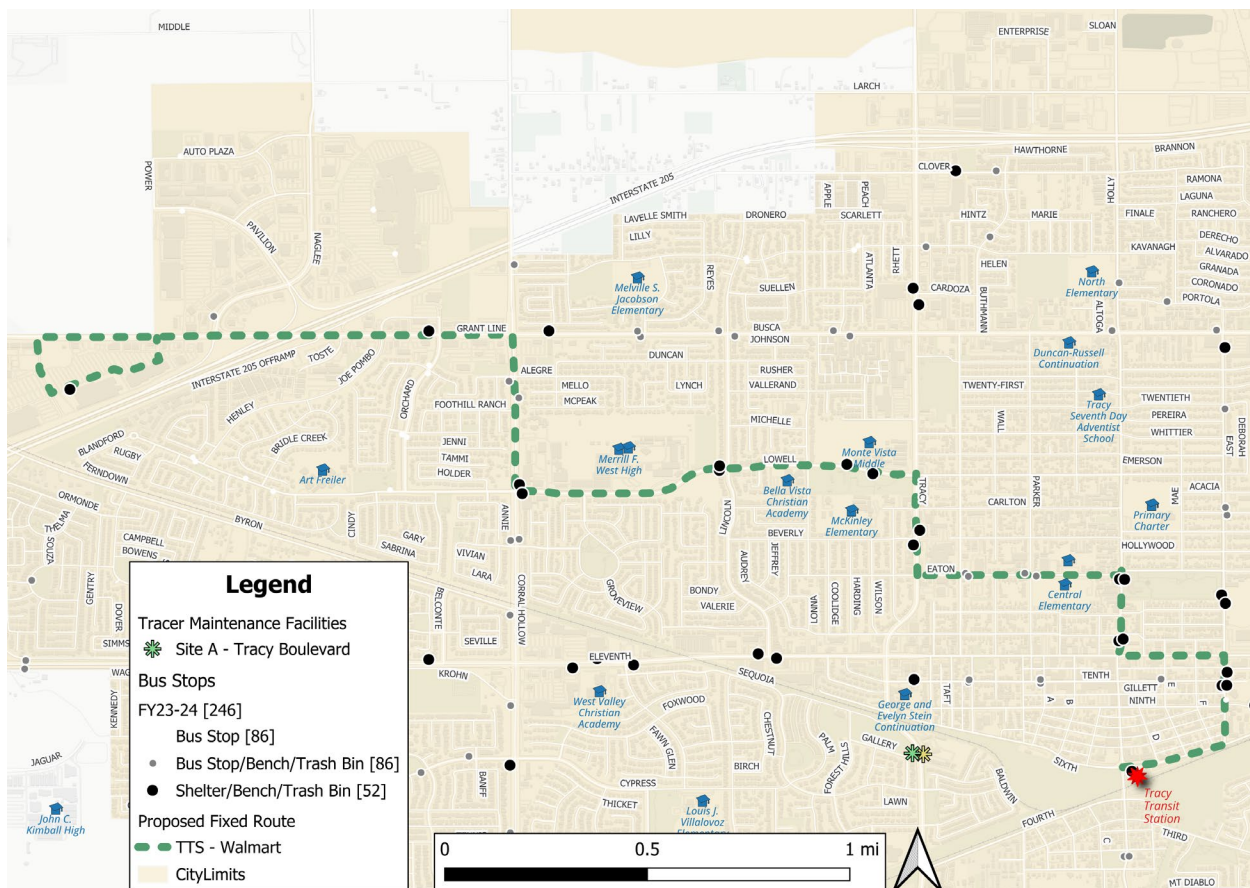 MIDDLE
SLOAN
ENTERPRISE
LARCH
HAWTHORNE
BRANNON
AUTO PLAZA
POWER
INTERSTATE 205
CLOVER
HOLLY
RAMONA
LAGUNA
APPLE
PEACH
LAVELLE SMITH
DRONERO
SCARLETT
HINTZ
MARIE
FINALE
RANCHERO
LILLY
PAVILION
NAGLEE
DERECHO
KAVANAGH
ALVARADO
REYES
ATLANTA
RHETT
HELEN
GRANADA
Melville S.
Jacobson
Elementary
SUELLEN
CARDOZA
BUTHMANN
North
Elementary
ALTOGA
CORONADO
PORTOLA
GRANT LINE
BUSCA
JOHNSON
Duncan-Russell
Continuation
INTERSTATE 205 OFFRAMP
TOSTE
JOE POMBO
DUNCAN
ALEGRE
RUSHER
MELLO
LYNCH
VALLERAND
TWENTY-FIRST
MCPEAK
ORCHARD
FOOTHILL RANCH
TWENTIETH
Tracy
Seventh Day
Adventist
School
PEREIRA
WHITTIER
HENLEY
MICHELLE
WALL
DEBORAH
BLANDFORD
RUGBY
BRIDLE CREEK
JENNI
TAMMI
HOLDER
Merrill F.
West High
LOWELL
Monte Vista
Middle
EMERSON
EAST
FERNDOWN
Art Freiler
Bella Vista
Christian
Academy
TRACY
PARKER
MAE
ACACIA
ORMONDE
THELMA
BYRON
CINDY
ANNIE
LINCOLN
McKinley
Elementary
CARLTON
Primary
Charter
SOUZA
CAMPBELL
BOWENS
GARY
SABRINA
VIVIAN
BEVERLY
HOLLYWOOD
GENTRY
LARA
AUDREY
JEFFREY
EATON
Central
Elementary
DOVER
BELCONTE
CORRAL HOLLOW
GROVEVIEW
BONDY
VALERIE
LONNA
COOLIDGE
HARDING
WILSON
SEVILLE
ELEVENTH
KROHN
SEQUOIA
TENTH
GILLETT
NINTH
E
F
A
B
D
TAFT
KENNEDY
West Valley
Christian
Academy
FOXWOOD
George and
Evelyn Stein
Continuation
FAWN GLEN
CHESTNUT
PALM
FOREST HILLS
GALLERY
JAGUAR
BIRCH
SIXTH
BANFF
CYPRESS
THICKET
LAWN
BALDWIN
FOURTH
Tracy
Transit
Station
John C.
Kimball High
Louis J.
Villalovoz
C
THIRD
MT DIABLO
Legend
Tracer Maintenance Facilities
Site A - Tracy Boulevard
Bus Stops
FY23-24 [246]
Bus Stop [86]
Bus Stop/Bench/Trash Bin [86]
Shelter/Bench/Trash Bin [52]
Proposed Fixed Route
TTS - Walmart
CityLimits
0
0.5
1 mi